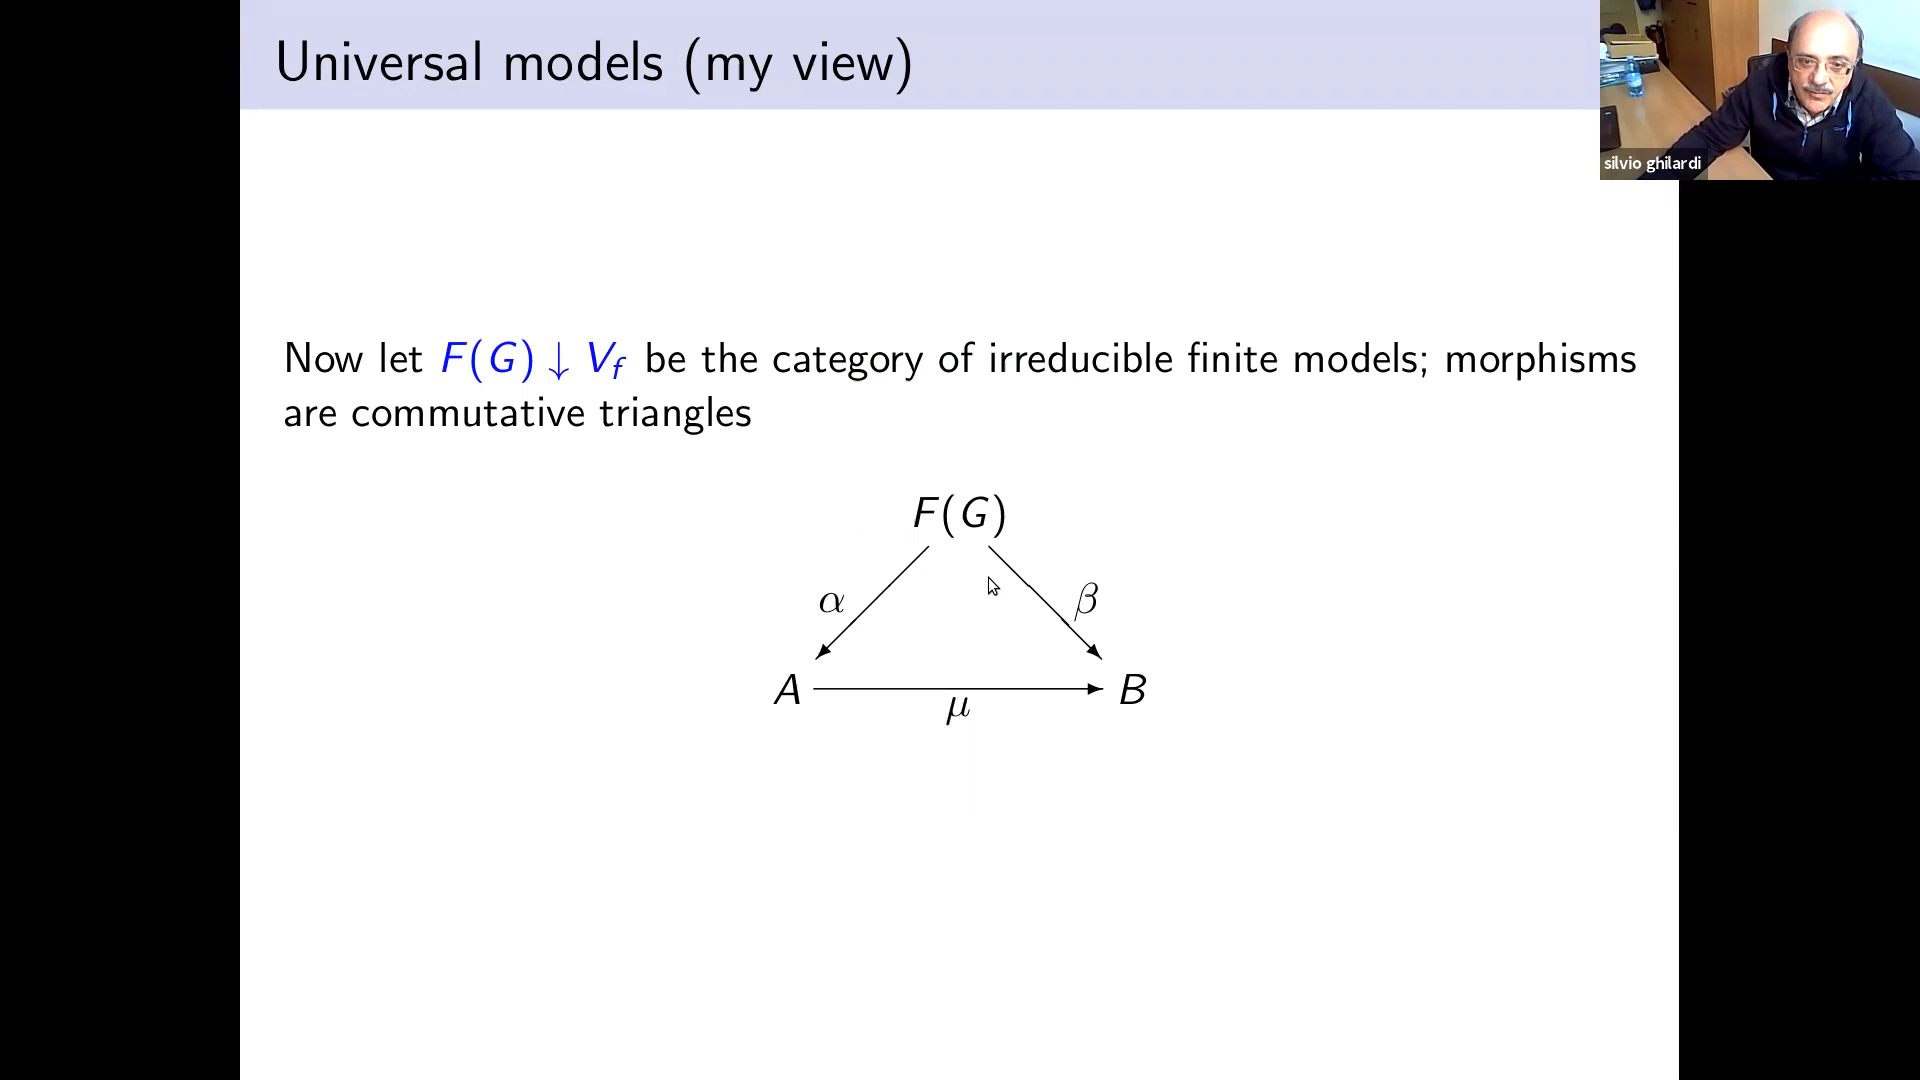 Universal models (my view)
silvio ghilardi
Now let F(G) ↓ V_f be the category of irreducible finite models; morphisms
are commutative triangles
F(G)
α β
A B
μ